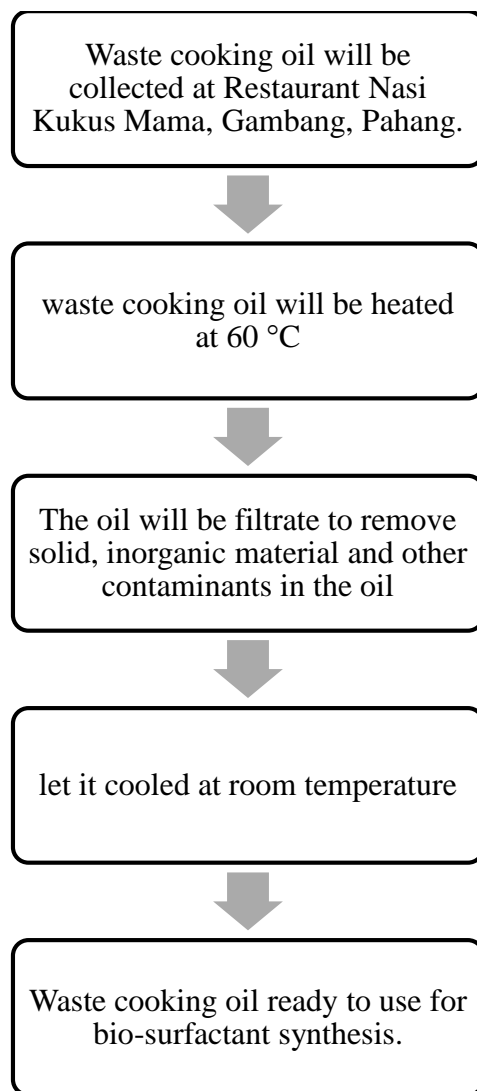 Waste cooking oil will be
collected at Restaurant Nasi
Kukus Mama, Gambang, Pahang.
waste cooking oil will be heated
at 60 °C
The oil will be filtrate to remove
solid, inorganic material and other
contaminants in the oil
let it cooled at room temperature
Waste cooking oil ready to use for
bio-surfactant synthesis.